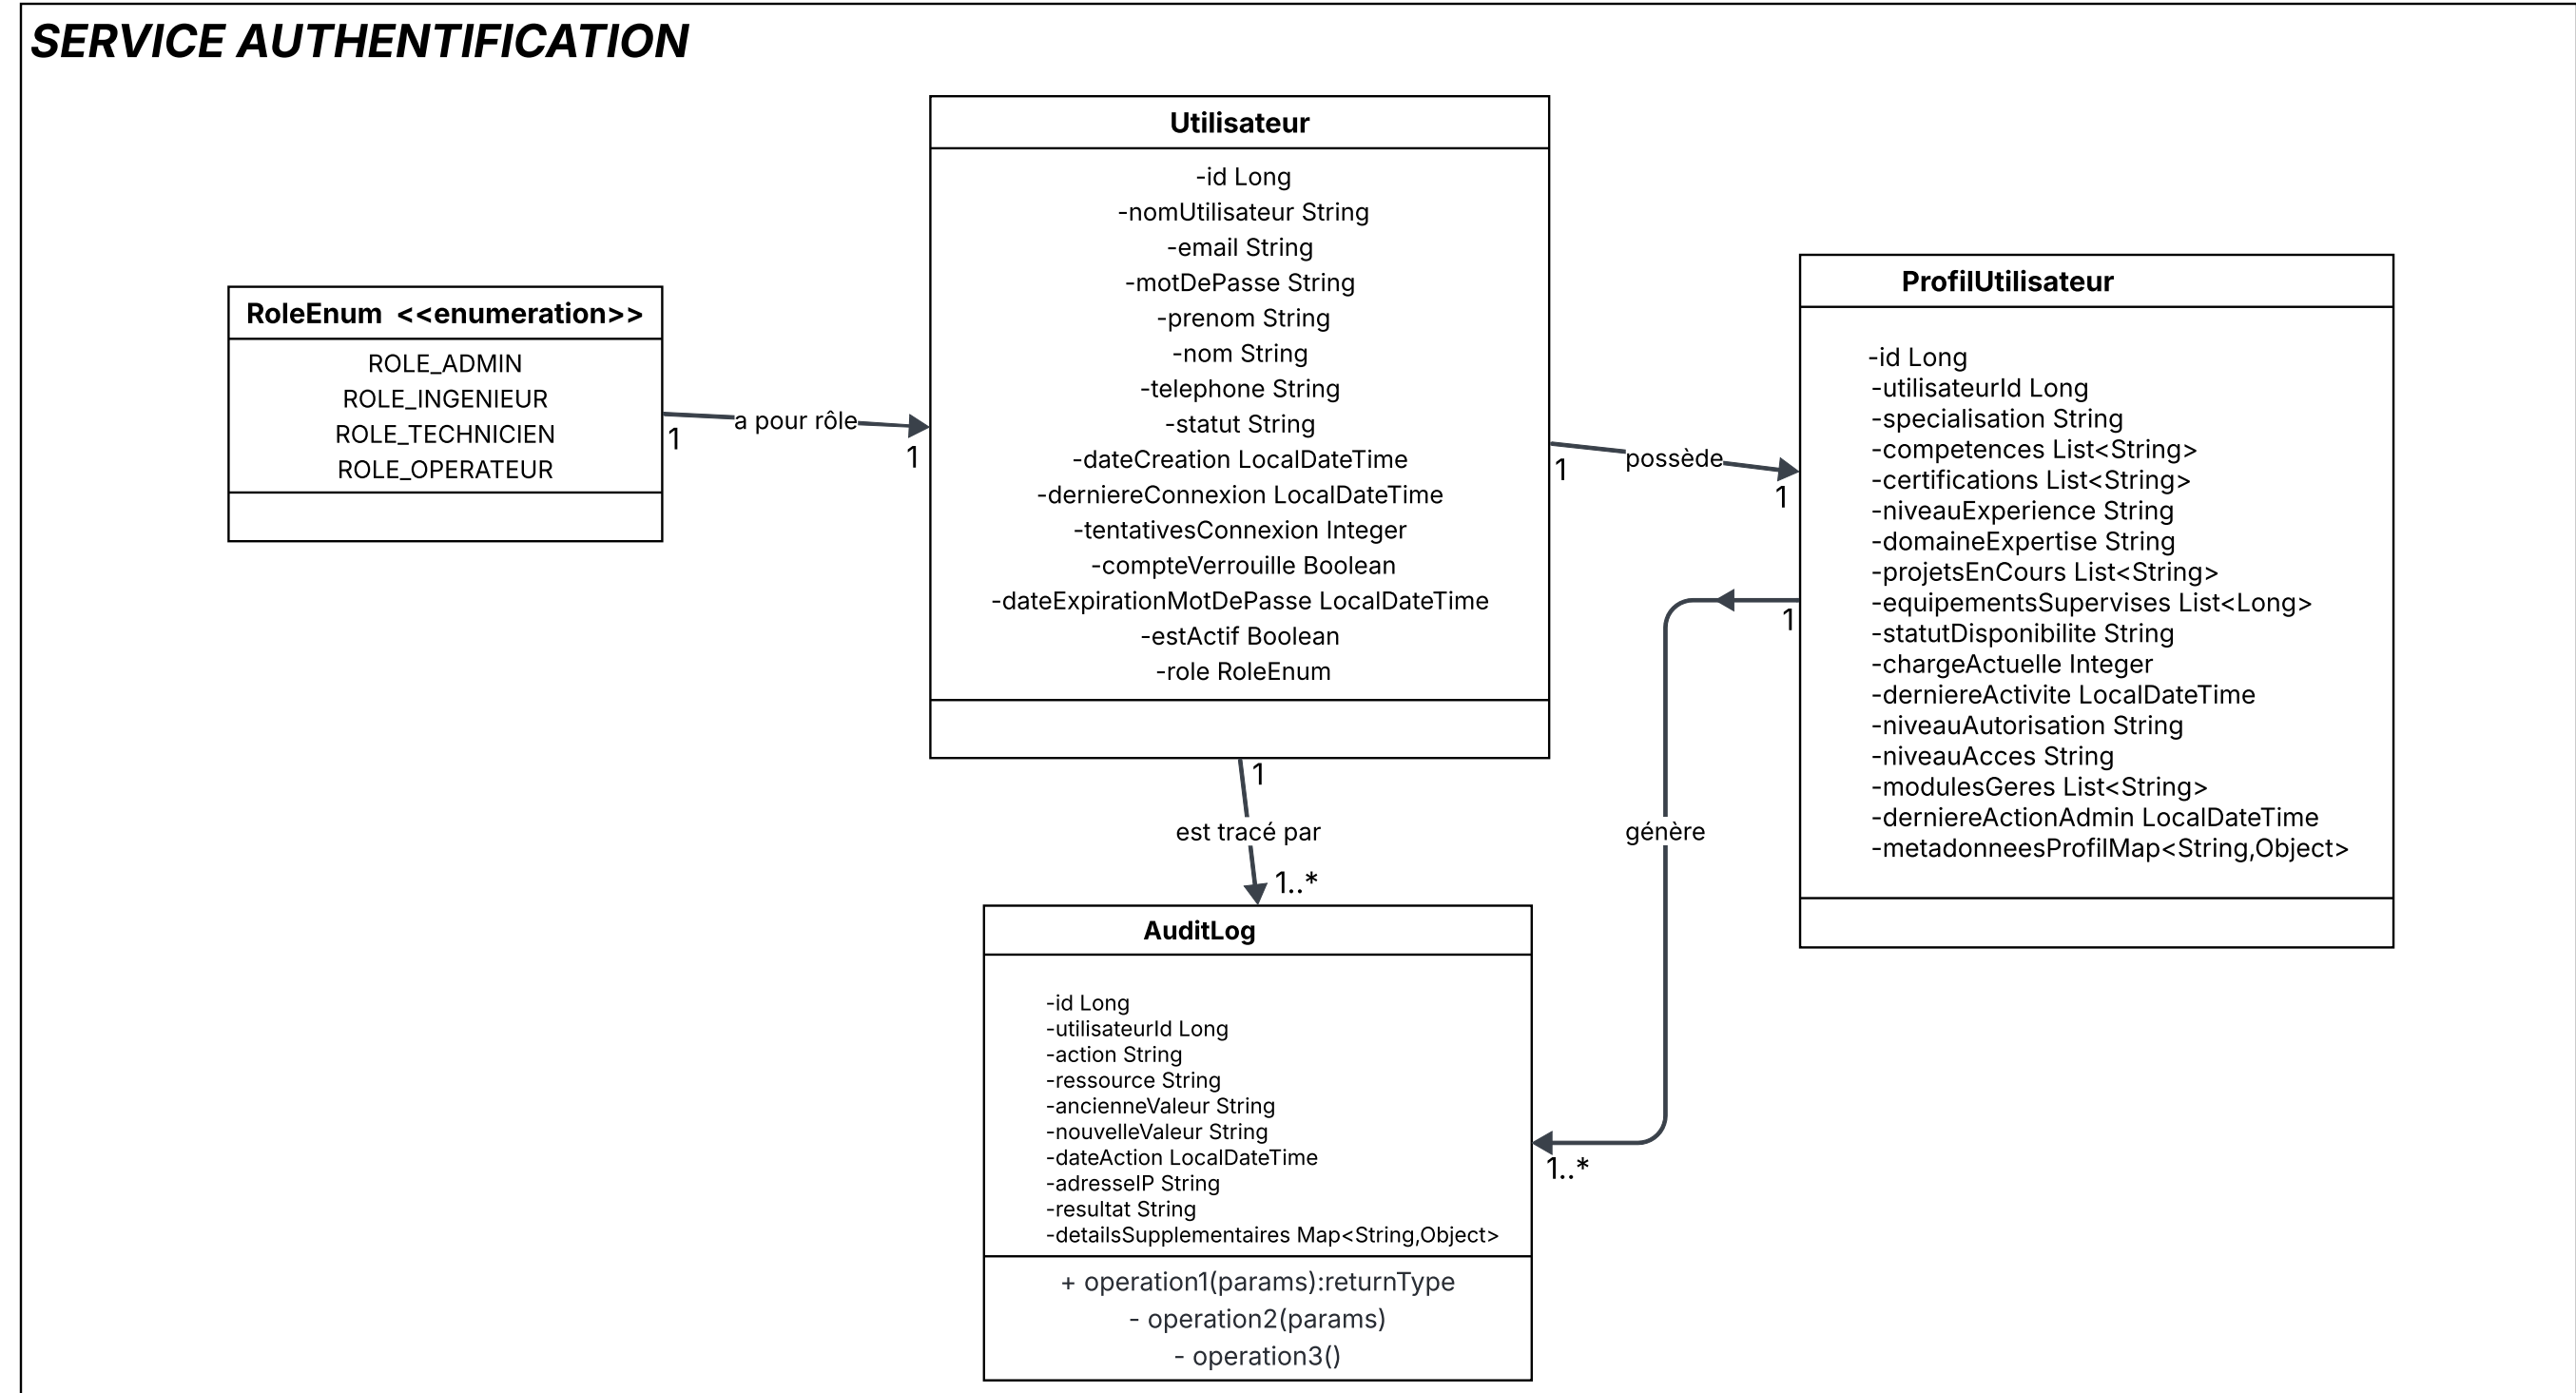 SERVICE AUTHENTIFICATION
Utilisateur
-id Long
-nomUtilisateur String
-email String
-motDePasse String
-prenom String
-nom String
-telephone String
-statut String
-dateCreation LocalDateTime
-derniereConnexion LocalDateTime
-tentativesConnexion Integer
-compteVerrouille Boolean
-dateExpirationMotDePasse LocalDateTime
-estActif Boolean
-role RoleEnum
RoleEnum <<enumeration>>
ROLE_ADMIN
ROLE_INGENIEUR
ROLE_TECHNICIEN
ROLE_OPERATEUR
1
a pour rôle
1
1
possède
1
ProfilUtilisateur
-id Long
-utilisateurId Long
-specialisation String
-competences List<String>
-certifications List<String>
-niveauExperience String
-domaineExpertise String
-projetsEnCours List<String>
-equipementsSupervises List<Long>
-statutDisponibilite String
-chargeActuelle Integer
-derniereActivite LocalDateTime
-niveauAutorisation String
-niveauAcces String
-modulesGeres List<String>
-derniereActionAdmin LocalDateTime
-metadonneesProfilMap<String,Object>
1
génère
1..*
1
est tracé par
1..*
AuditLog
-id Long
-utilisateurId Long
-action String
-ressource String
-ancienneValeur String
-nouvelleValeur String
-dateAction LocalDateTime
-adresseIP String
-resultat String
-detailsSupplementaires Map<String,Object>
+ operation1(params):returnType
- operation2(params)
- operation3()